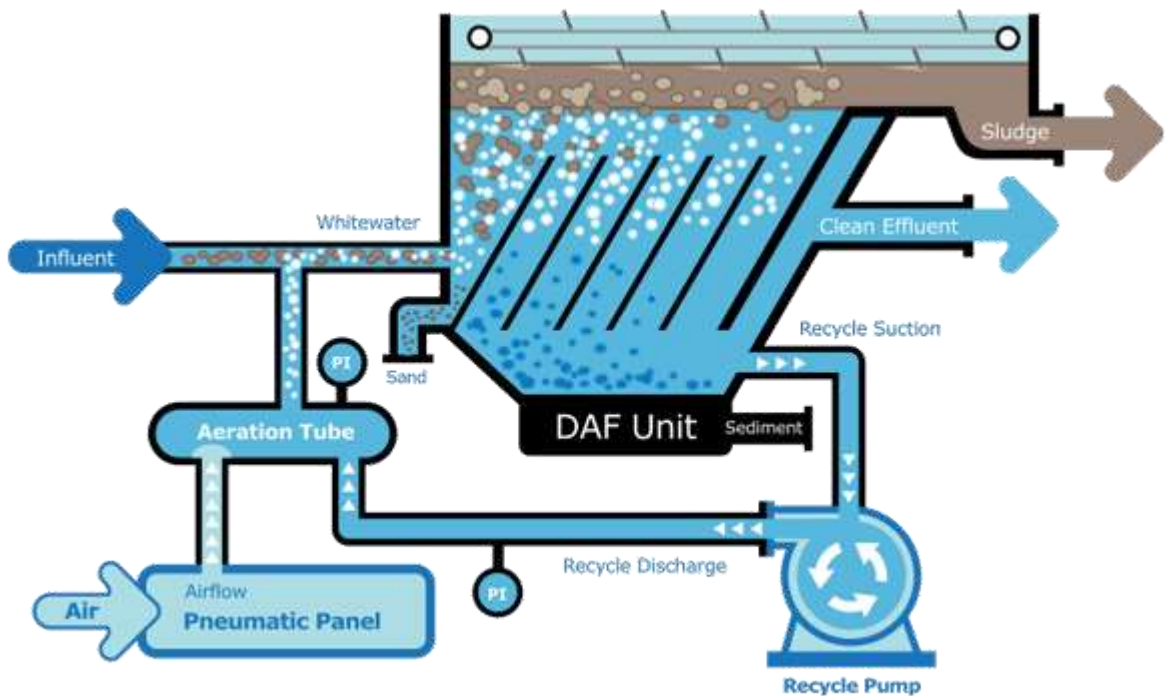 Sludge
Whitewater
Clean Effluent
Influent
Recycle Suction
PI
Sand
Aeration Tube
DAF Unit
Sediment
Recycle Discharge
Airflow
Air
Pneumatic Panel
PI
Recycle Pump